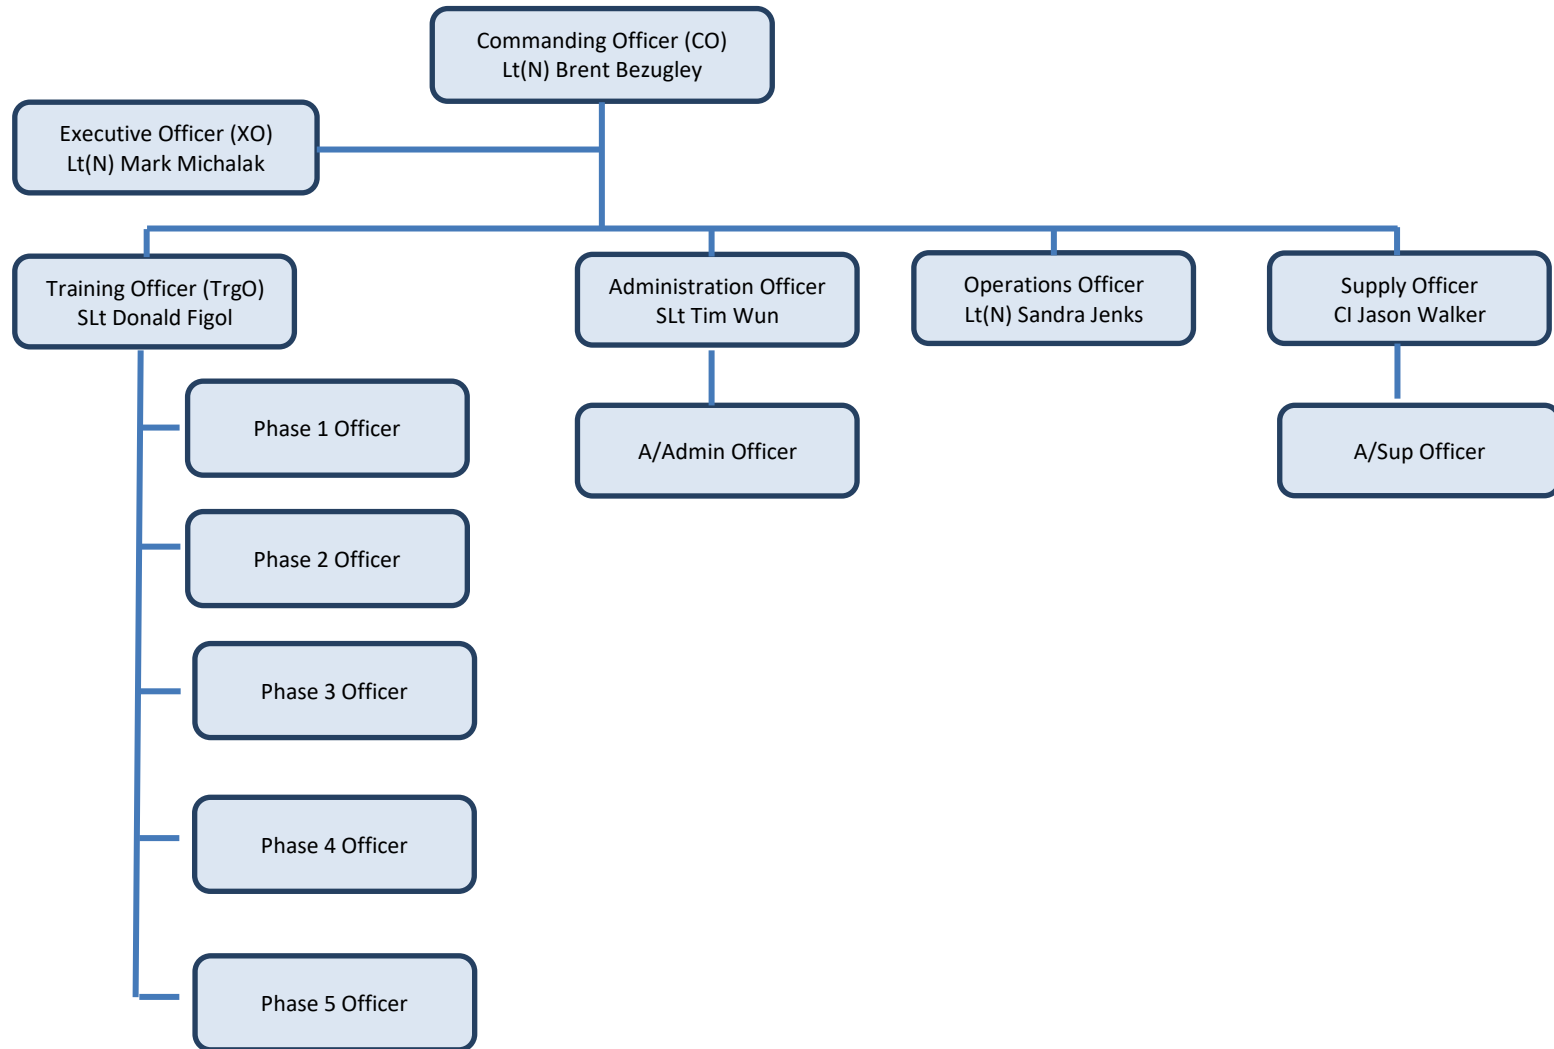 Commanding Officer (CO)
Lt(N) Brent Bezugley
Executive Officer (XO)
Lt(N) Mark Michalak
Training Officer (TrgO)
SLt Donald Figol
Administration Officer
SLt Tim Wun
Operations Officer
Lt(N) Sandra Jenks
Supply Officer
CI Jason Walker
Phase 1 Officer
A/Admin Officer
A/Sup Officer
Phase 2 Officer
Phase 3 Officer
Phase 4 Officer
Phase 5 Officer